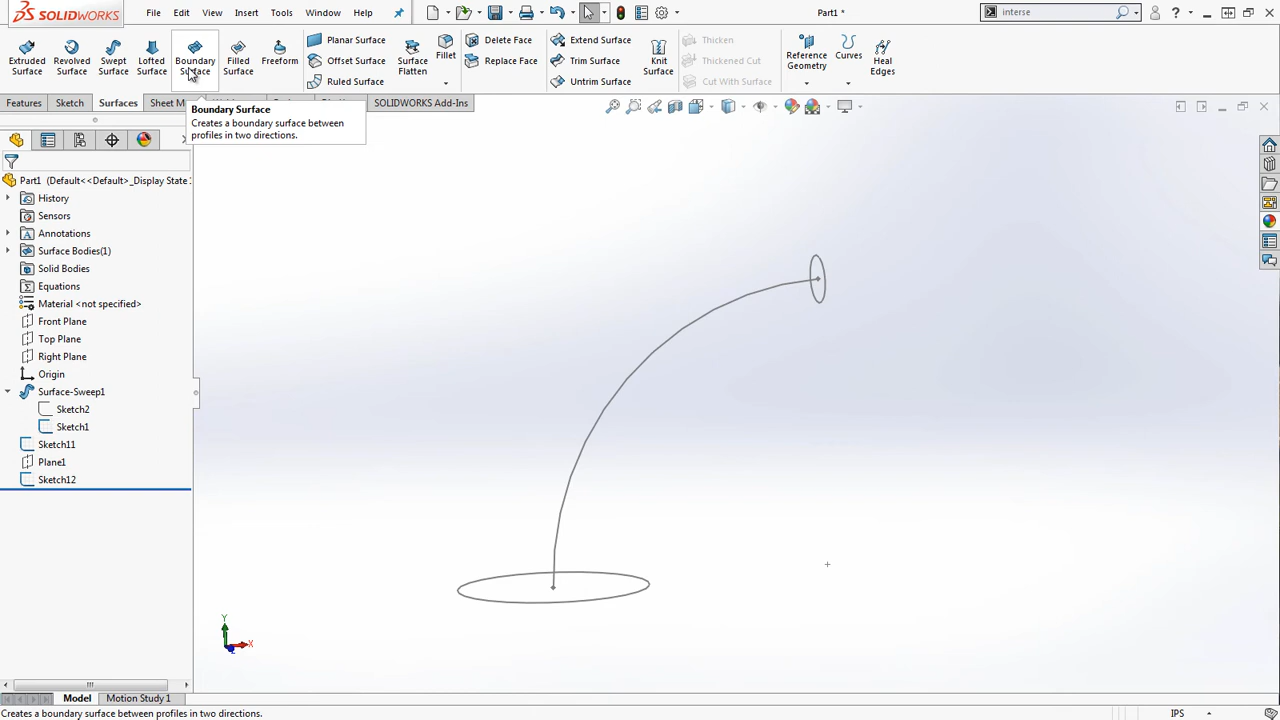 SOLIDWORKS
File
Edit
View
Insert
Tools
Window
Help
Part1 *
interse
Extruded Surface
Revolved Surface
Swept Surface
Lofted Surface
Boundary Surface
Filled Surface
Freeform
Planar Surface
Offset Surface
Ruled Surface
Surface Flatten
Fillet
Delete Face
Replace Face
Extend Surface
Trim Surface
Untrim Surface
Knit Surface
Thicken
Thickened Cut
Cut With Surface
Reference Geometry
Curves
Heal Edges
Features
Sketch
Surfaces
Sheet M
SOLIDWORKS Add-Ins
Boundary Surface
Creates a boundary surface between
profiles in two directions.
Part1 (Default<<Default>_Display State
History
Sensors
Annotations
Surface Bodies(1)
Solid Bodies
Equations
Material <not specified>
Front Plane
Top Plane
Right Plane
Origin
Surface-Sweep1
Sketch2
Sketch1
Sketch11
Plane1
Sketch12
Y
X
Z
Model
Motion Study 1
Creates a boundary surface between profiles in two directions.
IPS